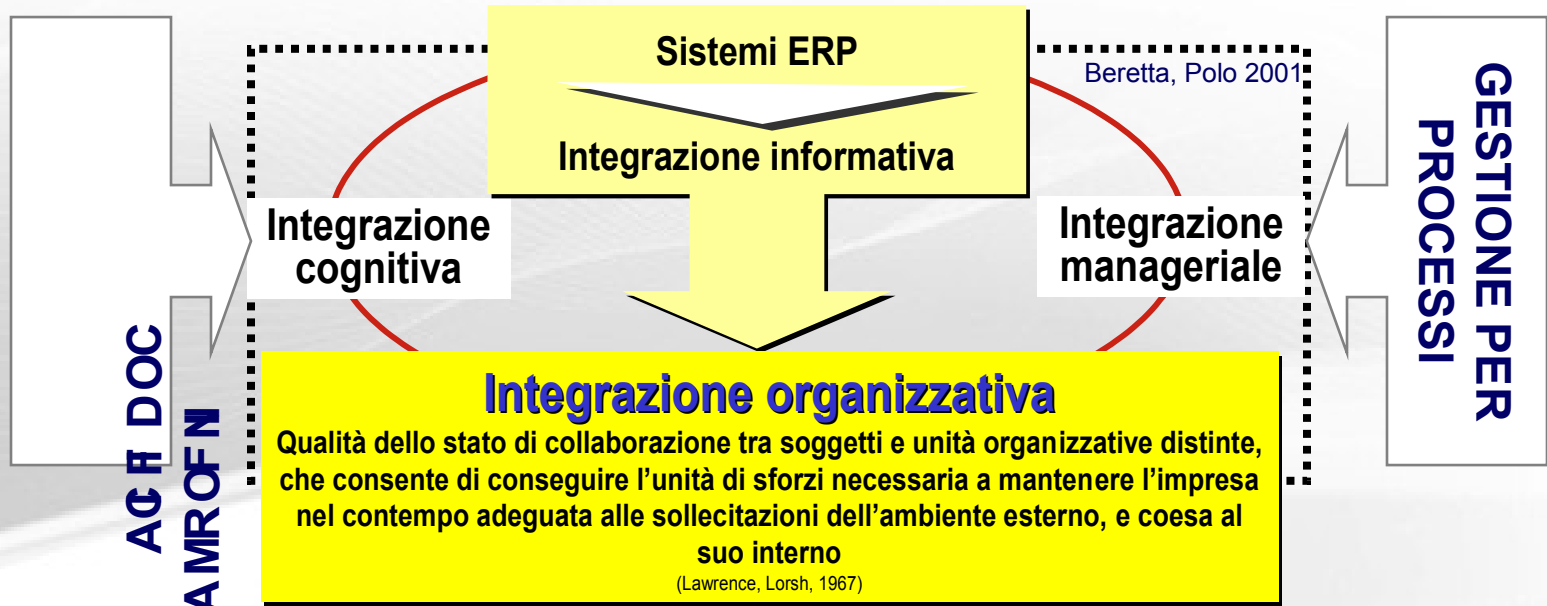 Sistemi ERP
Beretta, Polo 2001
Integrazione informativa
Integrazione
cognitiva
Integrazione
manageriale
GESTIONE PER
PROCESSI
Integrazione organizzativa
Qualità dello stato di collaborazione tra soggetti e unità organizzative distinte,
che consente di conseguire l’unità di sforzi necessaria a mantenere l’impresa
nel contempo adeguata alle sollecitazioni dell’ambiente esterno, e coesa al
suo interno
(Lawrence, Lorsh, 1967)